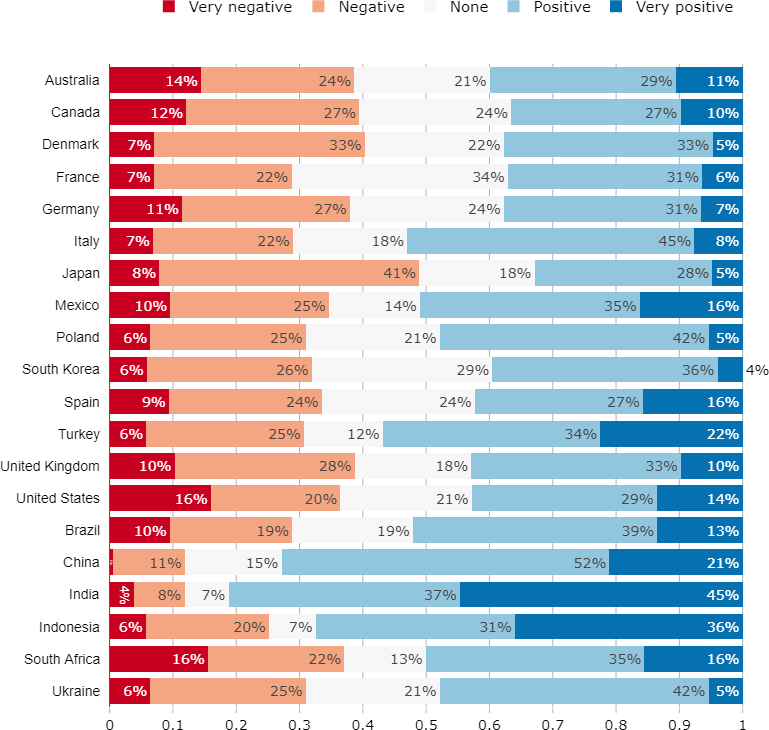 Very negative Negative None Positive Very positive
Australia 14% 24% 21% 29% 11%
Canada 12% 27% 24% 27% 10%
Denmark 7% 33% 22% 33% 5%
France 7% 22% 34% 31% 6%
Germany 11% 27% 24% 31% 7%
Italy 7% 22% 18% 45% 8%
Japan 8% 41% 18% 28% 5%
Mexico 10% 25% 14% 35% 16%
Poland 6% 25% 21% 42% 5%
South Korea 6% 26% 29% 36% 4%
Spain 9% 24% 24% 27% 16%
Turkey 6% 25% 12% 34% 22%
United Kingdom 10% 28% 18% 33% 10%
United States 16% 20% 21% 29% 14%
Brazil 10% 19% 19% 39% 13%
China 11% 15% 52% 21%
India 4% 8% 7% 37% 45%
Indonesia 6% 20% 7% 31% 36%
South Africa 16% 22% 13% 35% 16%
Ukraine 6% 25% 21% 42% 5%
0 0.1 0.2 0.3 0.4 0.5 0.6 0.7 0.8 0.9 1